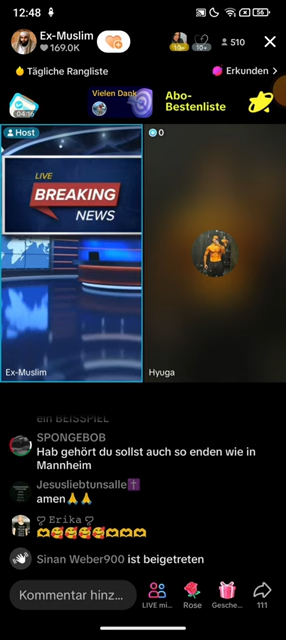 12:48
56
Ex-Muslim
169.0K
10+
10+
510
Tägliche Rangliste
Erkunden >
04:16
Vielen Dank
Abo-
Bestenliste
Host
0
LIVE
BREAKING
NEWS
Ex-Muslim
Hyuga
ein BEISSPIEL
SPONGEBOB
Hab gehört du sollst auch so enden wie in
Mannheim
Jesusliebtunsalle
amen
Erika
Sinan Weber900 ist beigetreten
Kommentar hinz...
LIVE mi...
Rose
Gesche...
111